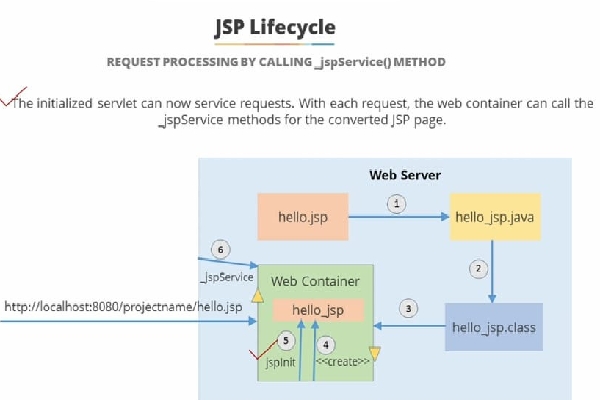 JSP Lifecycle
REQUEST PROCESSING BY CALLING _jspService() METHOD
The initialized servlet can now service requests. With each request, the web container can call the
_jspService methods for the converted JSP page.
Web Server
1
hello.jsp
hello_jsp.java
6
2
_jspService
Web Container
http://localhost:8080/projectname/hello.jsp
hello_jsp
3
hello_jsp.class
5
4
jspInit
<<create>>